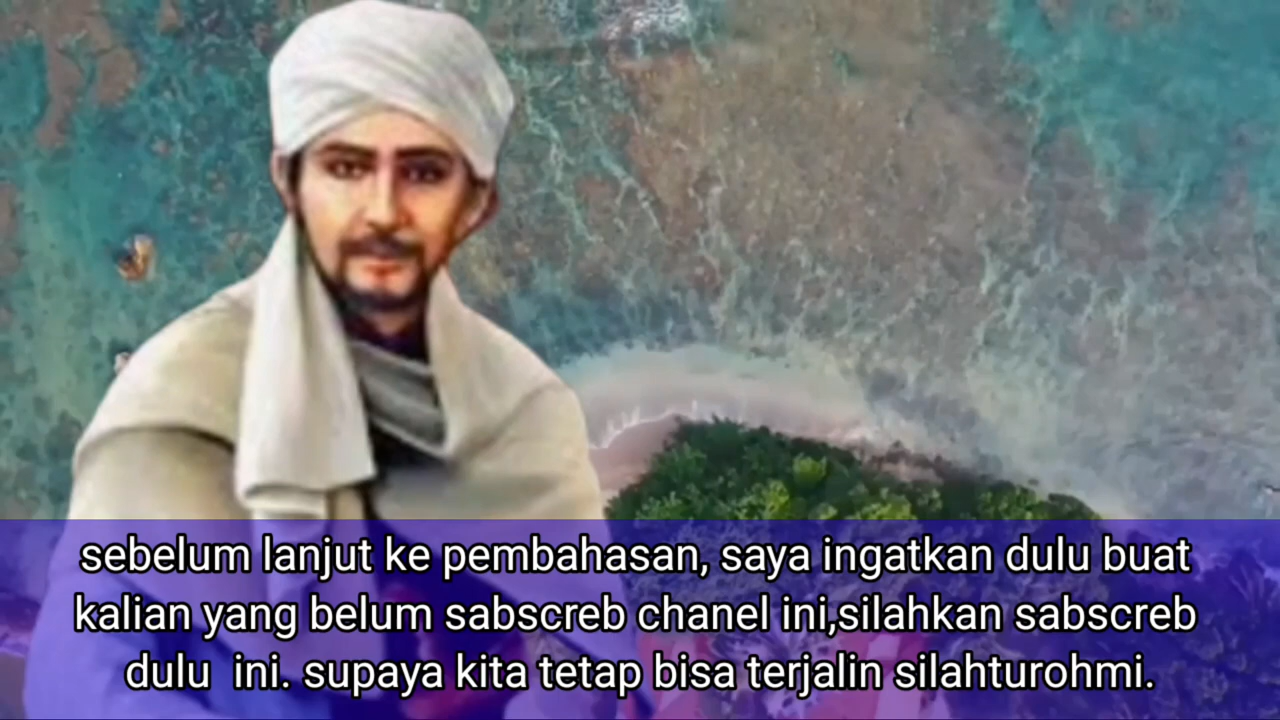 sebelum lanjut ke pembahasan, saya ingatkan dulu buat
kalian yang belum sabscreb chanel ini,silahkan sabscreb
dulu  ini. supaya kita tetap bisa terjalin silahturohmi.